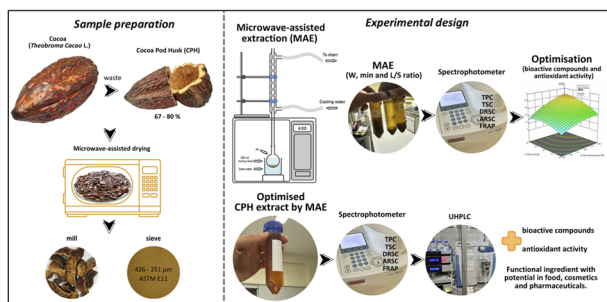 Sample preparation
Cocoa
(Theobroma Cacao L.)
waste
Cocoa Pod Husk (CPH)
67 - 80 %
Microwave-assisted drying
mill
sieve
426 - 251 µm
ASTM E11
Experimental design
Microwave-assisted
extraction (MAE)
To drain
Cooling water
4:00
MAE
(W, min and L/S ratio)
Spectrophotometer
TPC
TSC
DRSC
ARSC
FRAP
Optimisation
(bioactive compounds and
antioxidant activity)
Optimised
CPH extract by MAE
Spectrophotometer
TPC
TSC
DRSC
ARSC
FRAP
UHPLC
bioactive compounds
antioxidant activity
Functional ingredient with
potential in food, cosmetics
and pharmaceuticals.